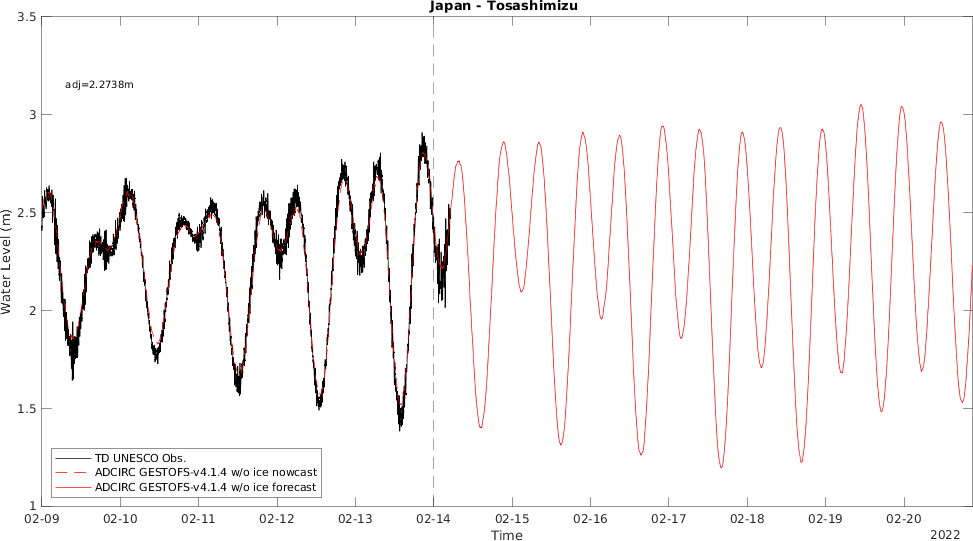 Japan - Tosashimizu
3.5
adj=2.2738m
3
2.5
Water Level (m)
2
1.5
TD UNESCO Obs.
ADCIRC GESTOFS-v4.1.4 w/o ice nowcast
ADCIRC GESTOFS-v4.1.4 w/o ice forecast
1
02-09 02-10 02-11 02-12 02-13 02-14 02-15 02-16 02-17 02-18 02-19 02-20
Time
2022